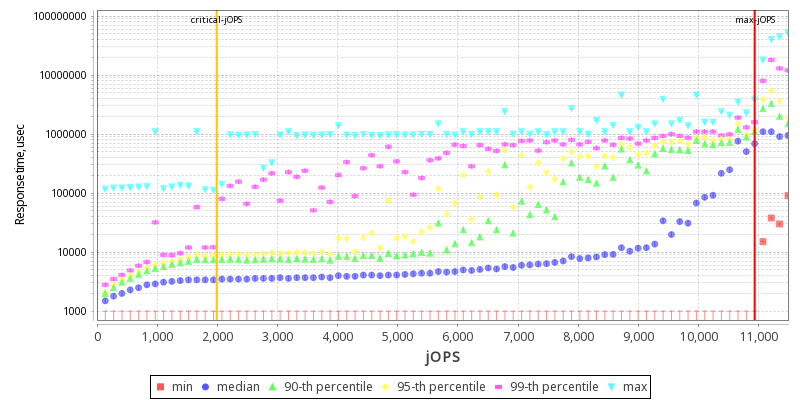 critical-jOPS
max-jOPS
100000000
10000000
1000000
100000
10000
1000
Response time, usec
0
1,000
2,000
3,000
4,000
5,000
6,000
7,000
8,000
9,000
10,000
11,000
jOPS
min
median
90-th percentile
95-th percentile
99-th percentile
max